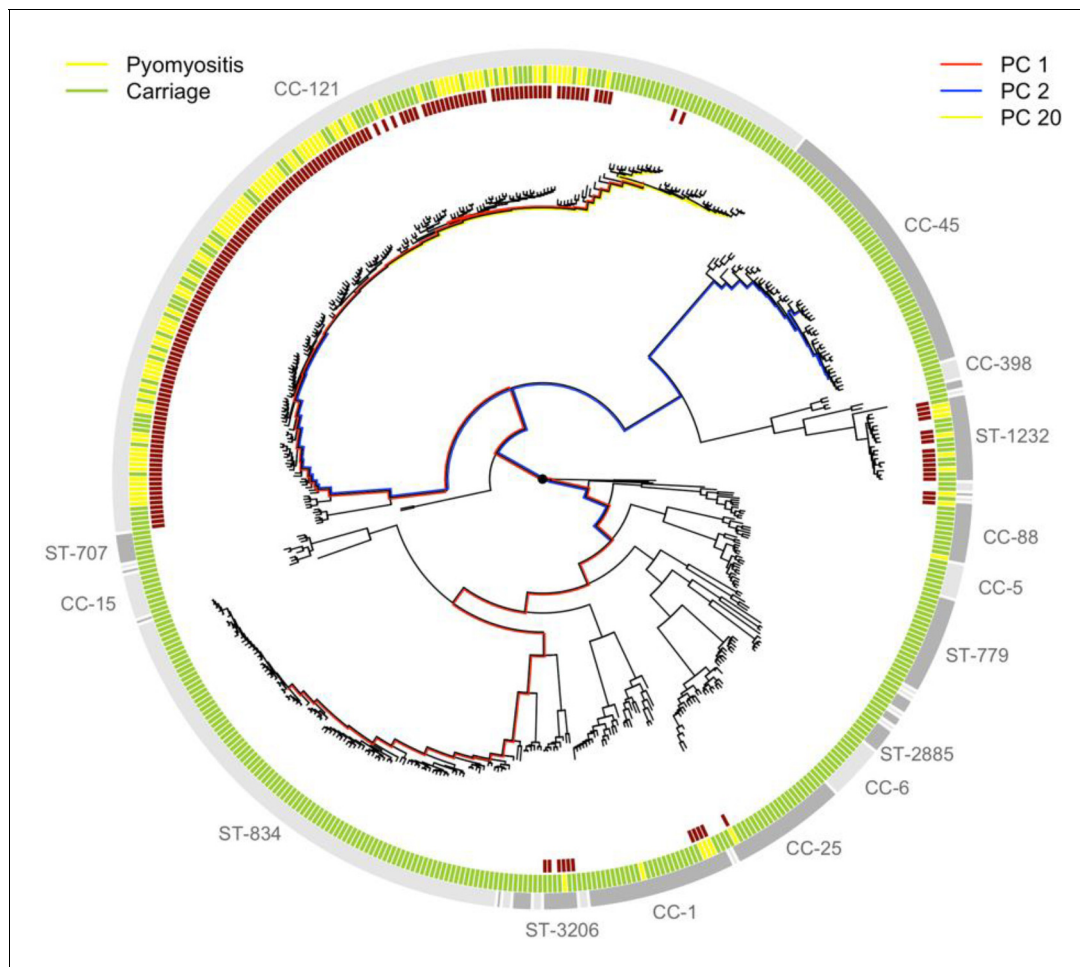 Pyomyositis
Carriage
PC 1
PC 2
PC 20
CC-121
CC-45
CC-398
ST-1232
CC-88
CC-5
ST-779
ST-2885
CC-6
CC-25
CC-1
ST-3206
ST-834
CC-15
ST-707